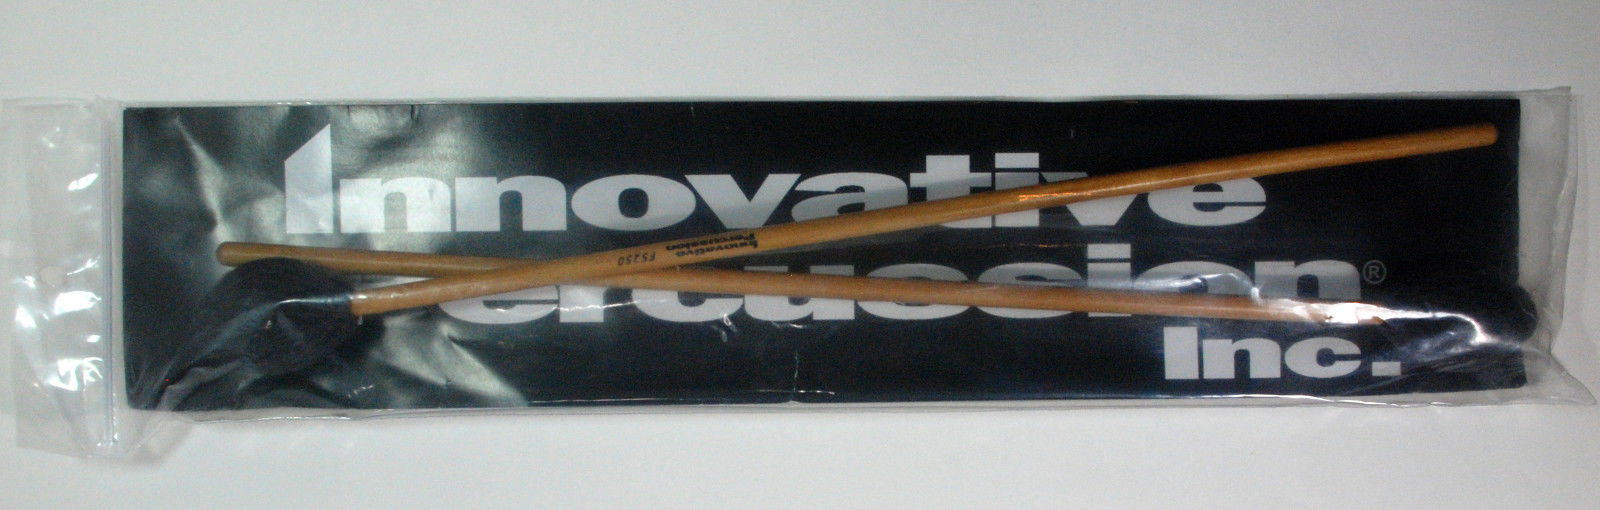 Innovative
Percussion®
Inc.
Innovative
Percussion
FS250